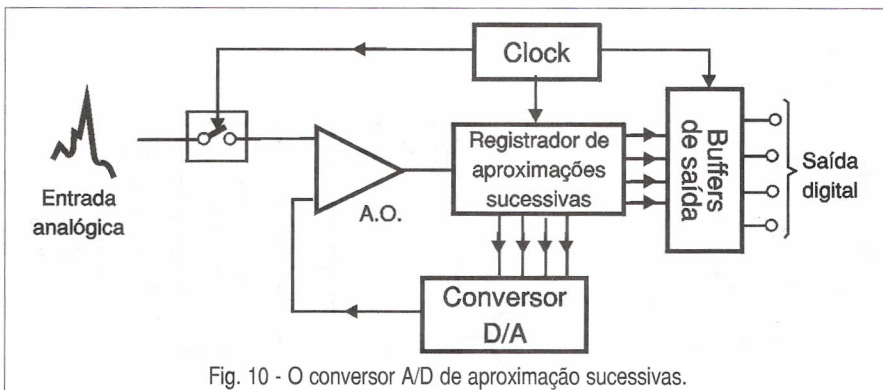 Clock
Entrada
analógica
A.O.
Registrador de
aproximações
sucessivas
Buffers
de saída
Saída
digital
Conversor
D/A
Fig. 10 - O conversor A/D de aproximação sucessivas.